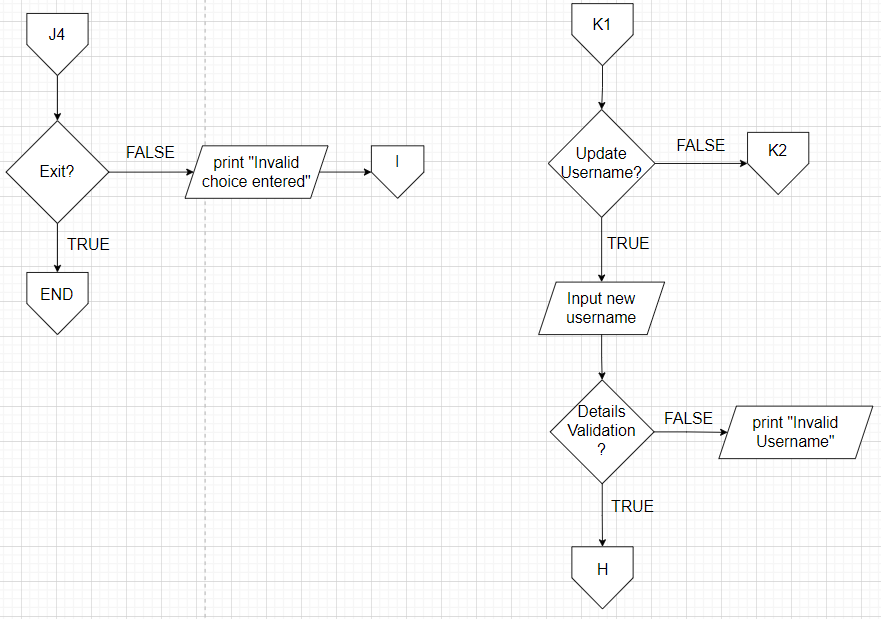 J4
Exit?
FALSE
print "Invalid
choice entered"
I
TRUE
END
K1
Update
Username?
FALSE
K2
TRUE
Input new
username
Details
Validation
?
FALSE
print "Invalid
Username"
TRUE
H